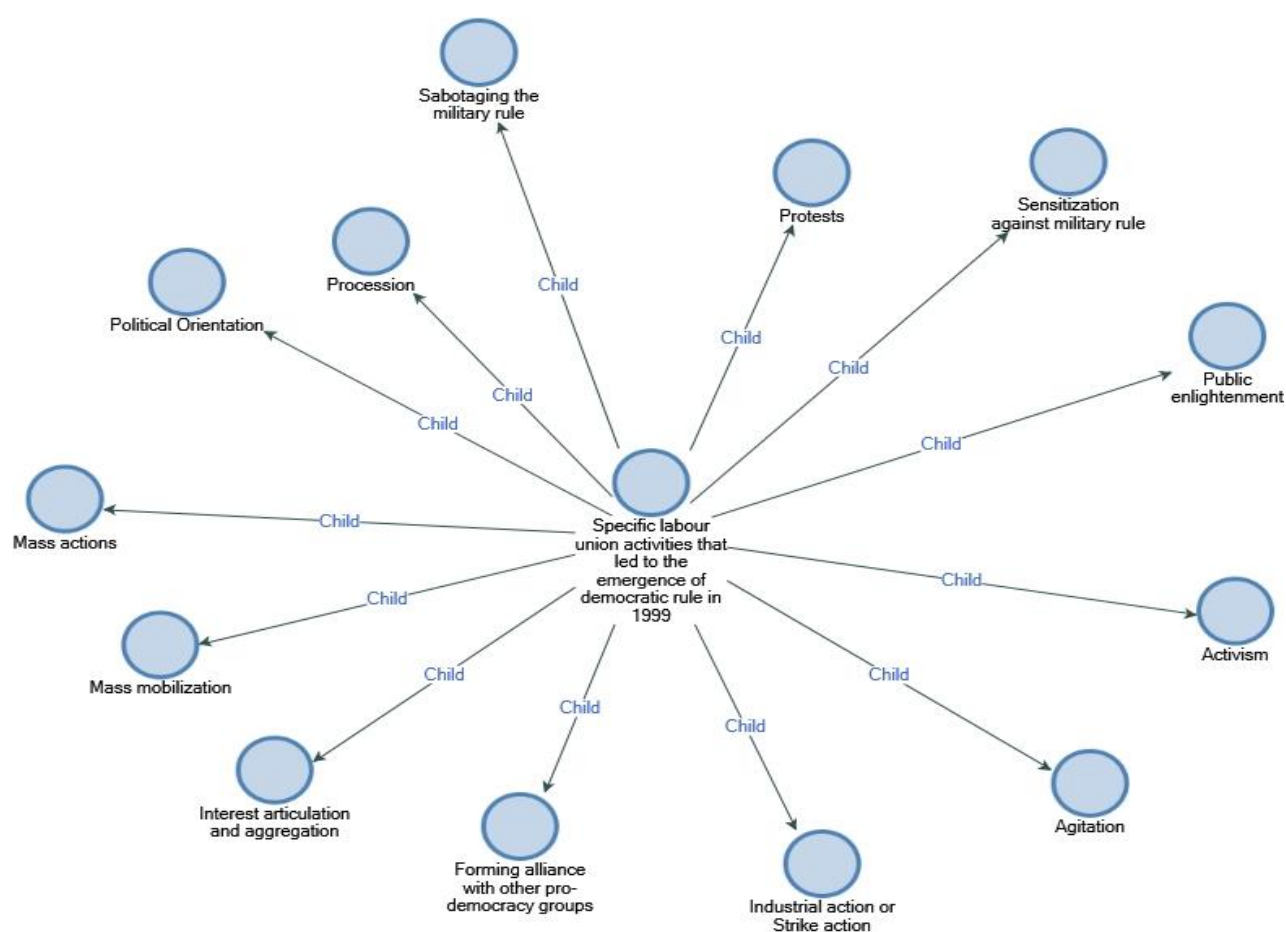 Sabotaging the
military rule
Protests
Sensitization
against military rule
Procession
Political Orientation
Public
enlightenment
Child
Child
Child
Child
Child
Child
Child
Child
Child
Child
Child
Child
Child
Specific labour
union activities that
led to the
emergence of
democratic rule in
1999
Mass actions
Mass mobilization
Activism
Interest articulation
and aggregation
Agitation
Forming alliance
with other pro-
democracy groups
Industrial action or
Strike action